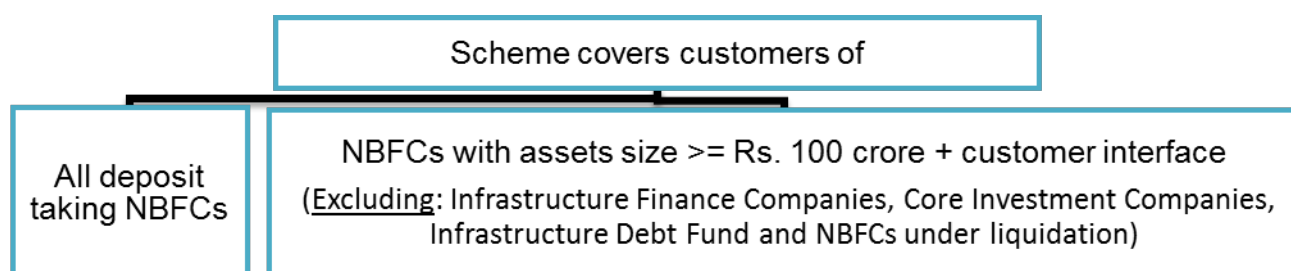 Scheme covers customers of
All deposit
taking NBFCs
NBFCs with assets size >= Rs. 100 crore + customer interface
(Excluding: Infrastructure Finance Companies, Core Investment Companies,
Infrastructure Debt Fund and NBFCs under liquidation)